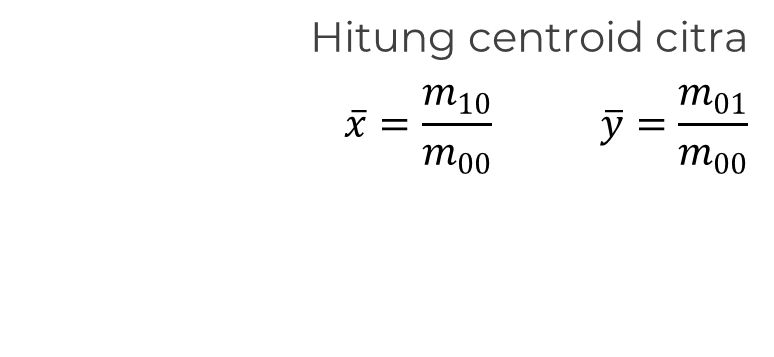 Hitung centroid citra
x̄ = m₁₀/m₀₀ ȳ = m₀₁/m₀₀